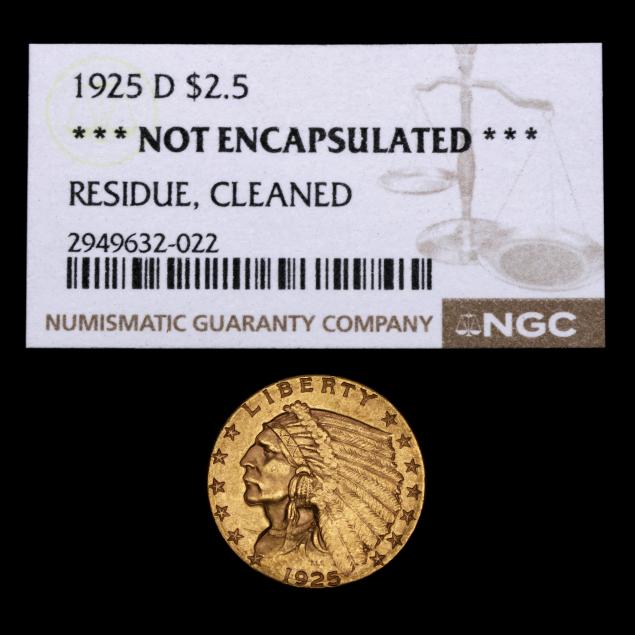 1925 D $2.5
*** NOT ENCAPSULATED ***
RESIDUE, CLEANED
2949632-022
NUMISMATIC GUARANTY COMPANY
NGC
LIBERTY
1925